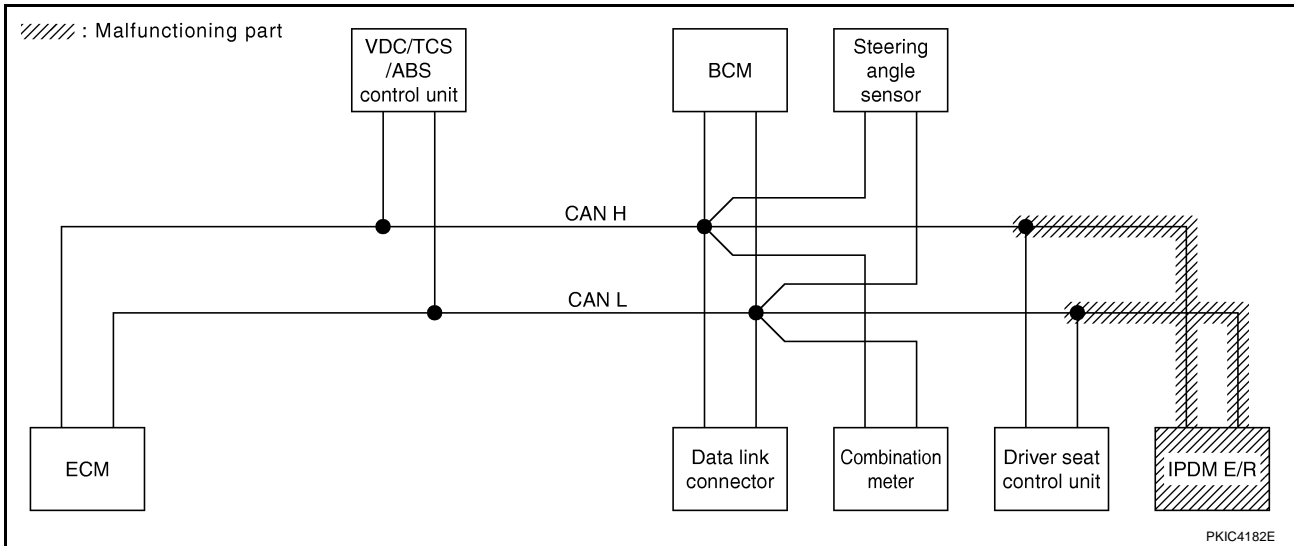 : Malfunctioning part
VDC/TCS
/ABS
control unit
BCM
Steering
angle
sensor
CAN H
CAN L
ECM
Data link
connector
Combination
meter
Driver seat
control unit
IPDM E/R
PKIC4182E